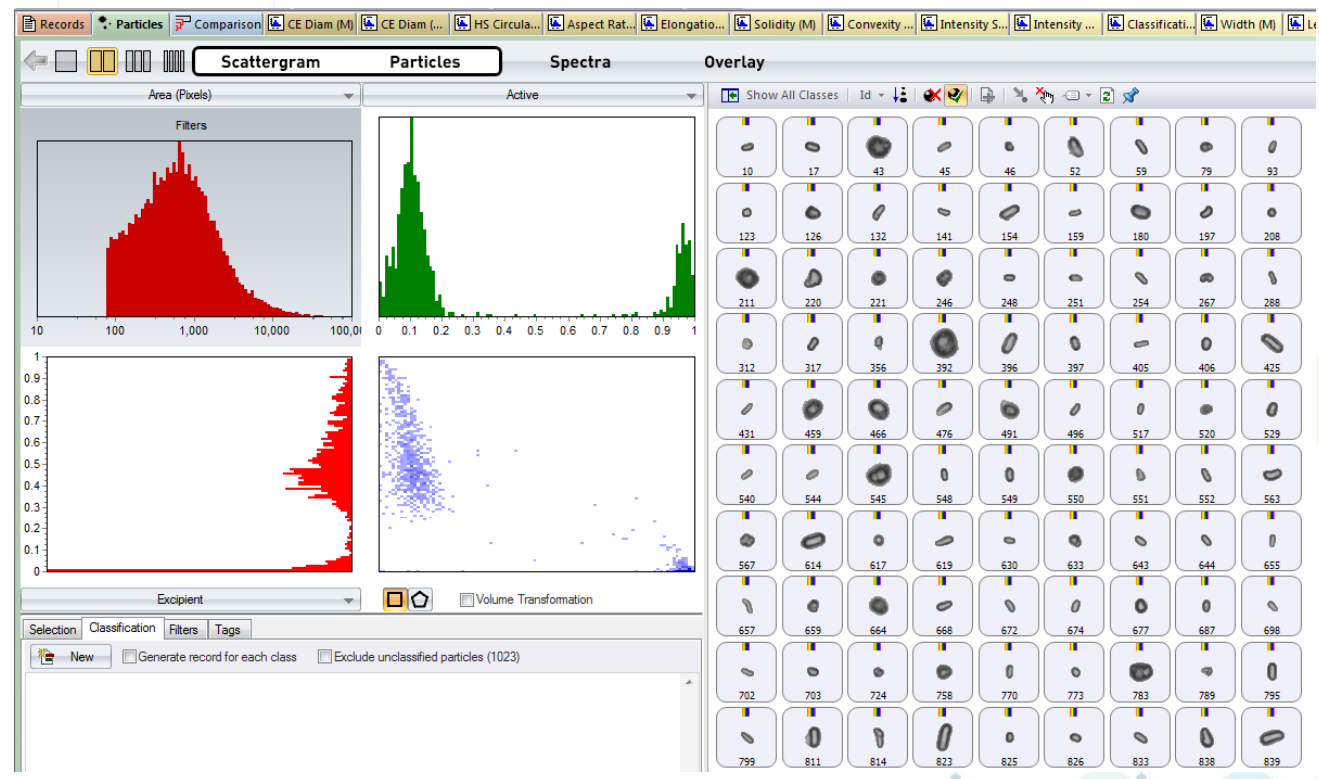 Records Particles Comparison CE Diam (M) CE Diam (... HS Circula... Aspect Rat... Elongatio... Solidity (M) Convexity ... Intensity S... Intensity ... Classificati... Width (M) Le
Scattergram Particles Spectra Overlay
Area (Pixels) Active
Show All Classes Id
Filters
10 100 1,000 10,000 100,0
0 0.1 0.2 0.3 0.4 0.5 0.6 0.7 0.8 0.9 1
1
0.9
0.8
0.7
0.6
0.5
0.4
0.3
0.2
0.1
0
Excipient
Volume Transformation
Selection Classification Filters Tags
New Generate record for each class Exclude unclassified particles (1023)
10 17 43 45 46 52 59 79 93
123 126 132 141 154 159 180 197 208
211 220 221 246 248 251 254 267 288
312 317 356 392 396 397 405 406 425
431 459 466 476 491 496 517 520 529
540 544 545 548 549 550 551 552 563
567 614 617 619 630 633 643 644 655
657 659 664 668 672 674 677 687 698
702 703 724 758 770 773 783 789 795
799 811 814 823 825 826 833 838 839